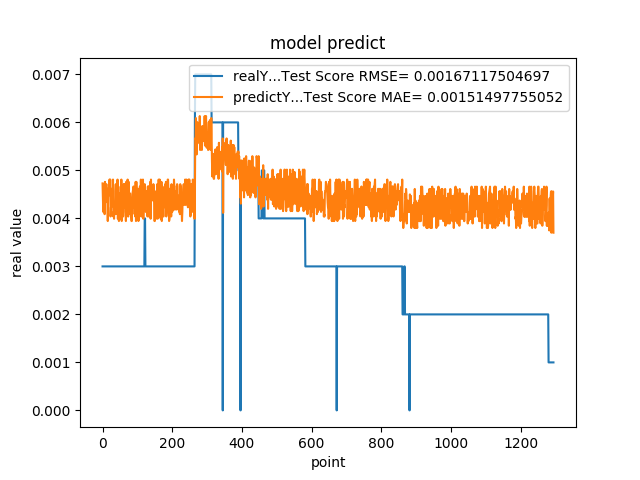 model predict
realY...Test Score RMSE= 0.00167117504697
predictY...Test Score MAE= 0.00151497755052
real value
0.007
0.006
0.005
0.004
0.003
0.002
0.001
0.000
0 200 400 600 800 1000 1200
point